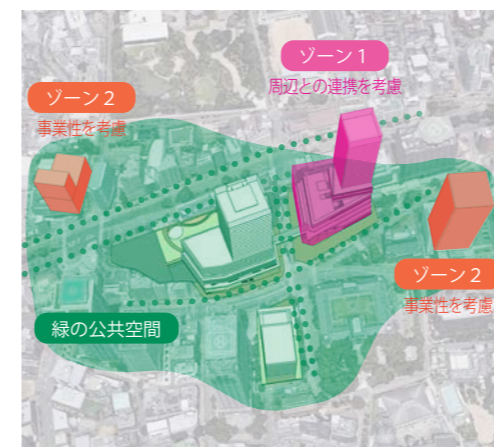 ゾーン１
周辺との連携を考慮
ゾーン２
事業性を考慮
ゾーン２
事業性を考慮
緑の公共空間